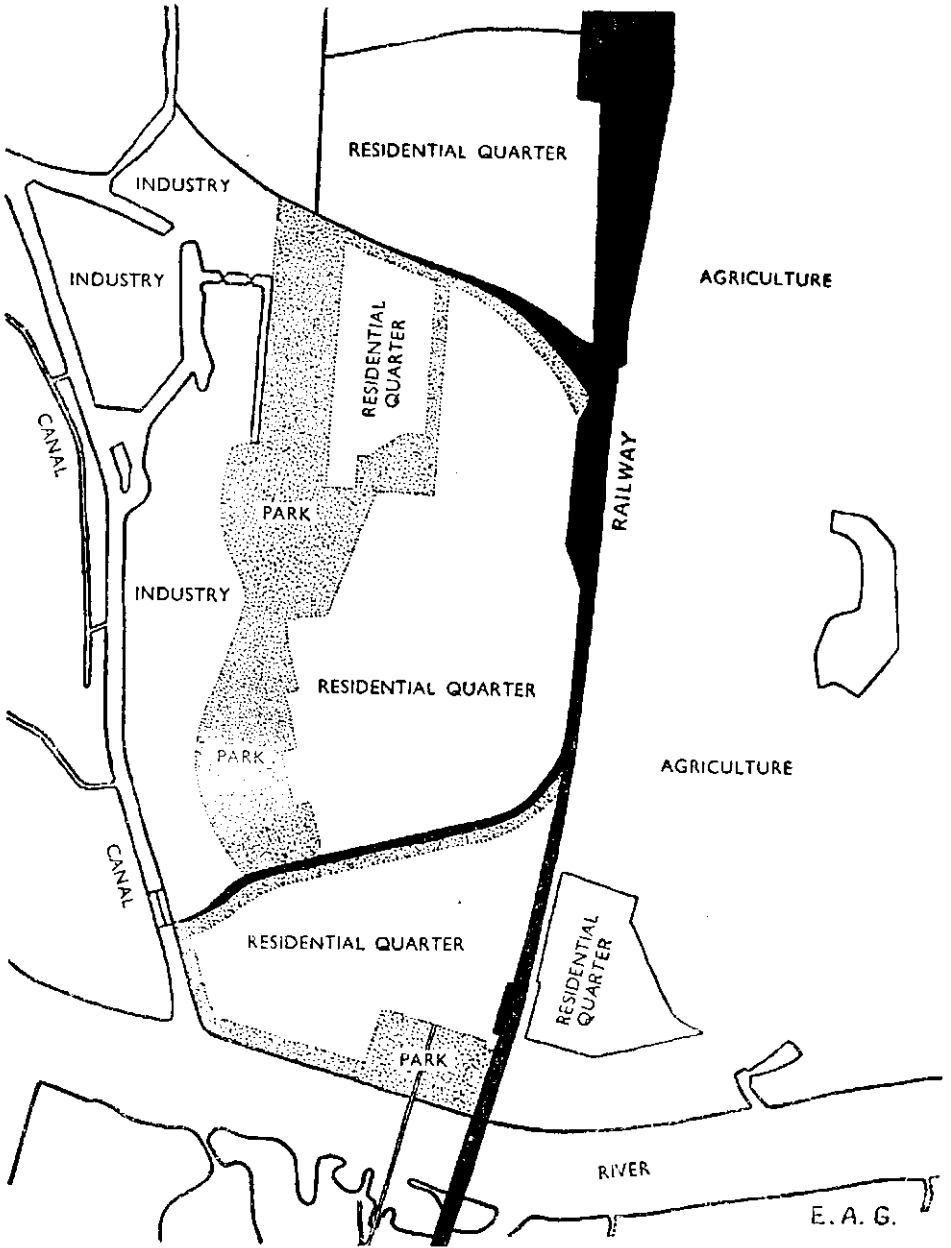 RESIDENTIAL QUARTER
INDUSTRY
INDUSTRY
AGRICULTURE
RESIDENTIAL
QUARTER
CANAL
RAILWAY
PARK
INDUSTRY
RESIDENTIAL QUARTER
PARK
AGRICULTURE
CANAL
RESIDENTIAL QUARTER
RESIDENTIAL
QUARTER
PARK
RIVER
E. A. G.